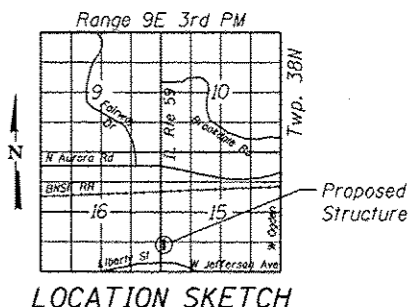 Range 9E 3rd PM
Twp. 38N
9
10
IL Rte 59
Fairway Dr
Brookdale Rd
N
N Aurora Rd
BNSF RR
16
15
Proposed
Structure
W Ogden
Liberty St
W Jefferson Ave
LOCATION SKETCH